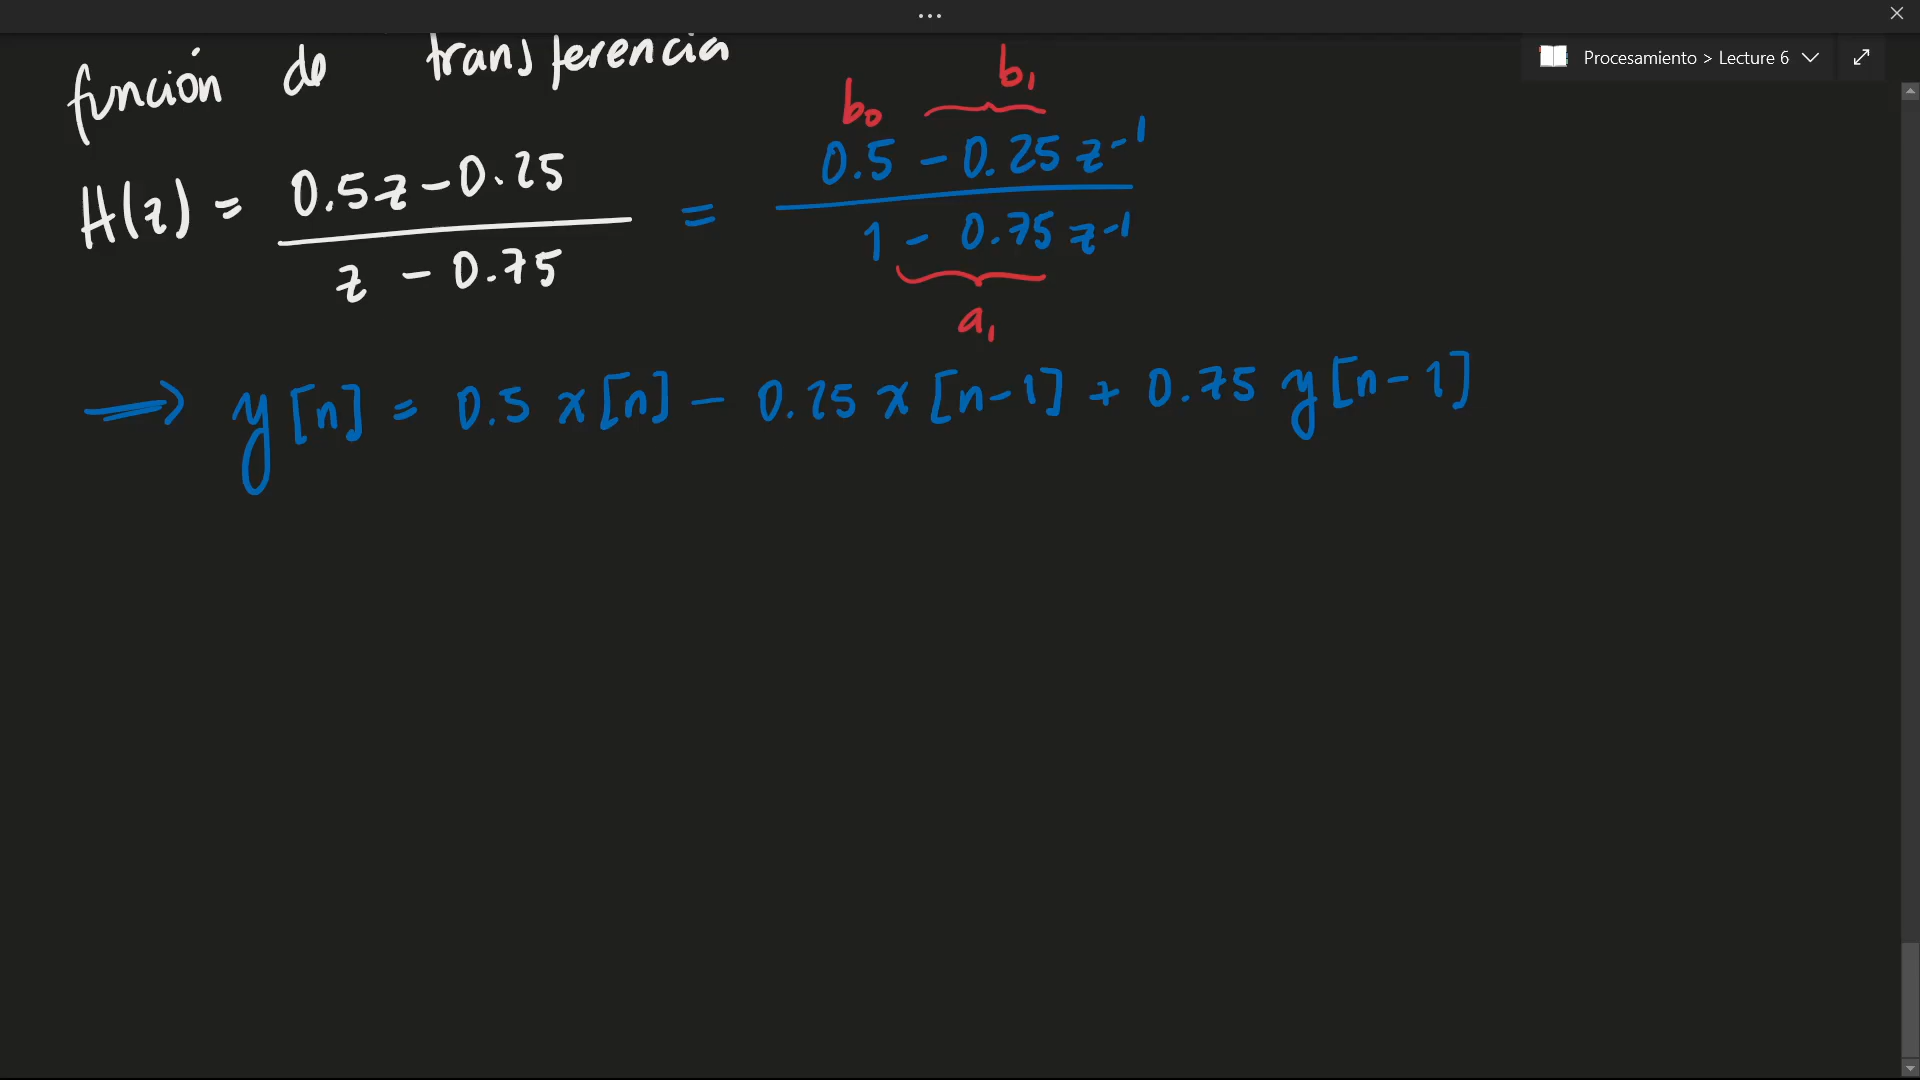 ...
Procesamiento > Lecture 6
función de transferencia
b₀ b₁
H(z) = (0.5z - 0.25)/(z - 0.75) = (0.5 - 0.25 z⁻¹)/(1 - 0.75 z⁻¹)
a₁
⟹ y[n] = 0.5 x[n] - 0.25 x[n-1] + 0.75 y[n-1]